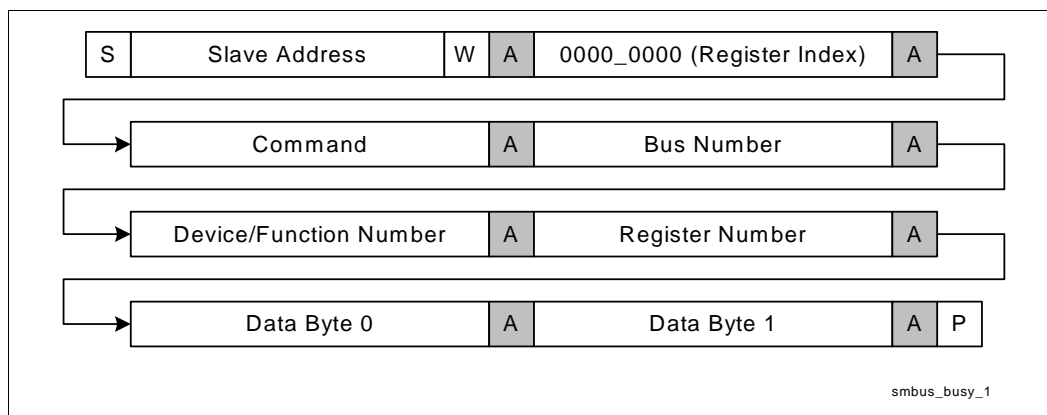 S Slave Address W A 0000_0000 (Register Index) A
Command A Bus Number A
Device/Function Number A Register Number A
Data Byte 0 A Data Byte 1 A P
smbus_busy_1